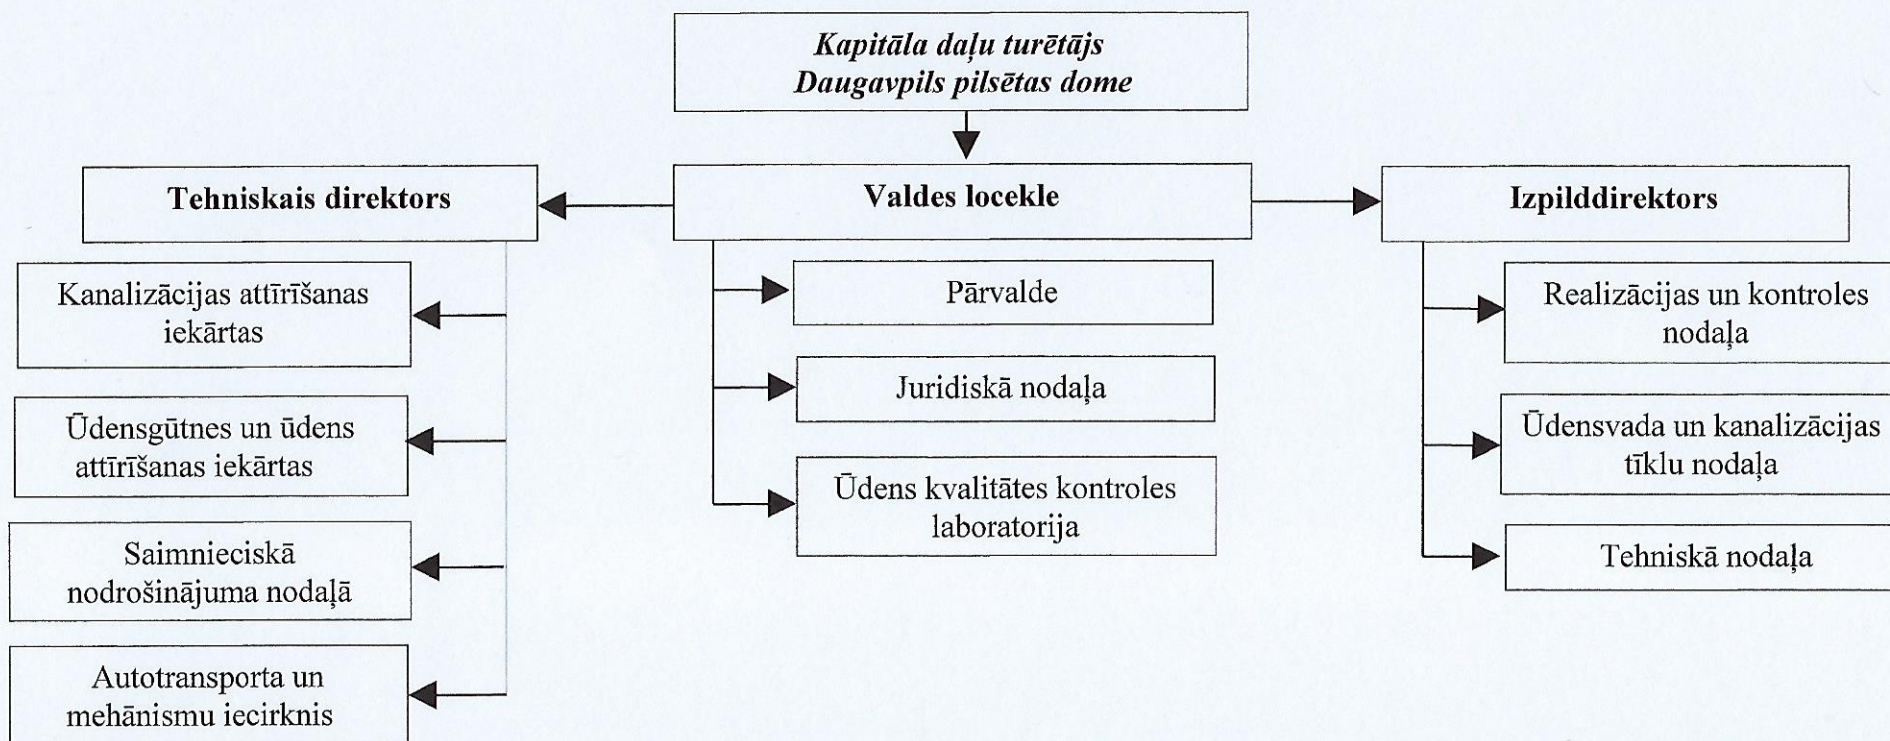 Kapitāla daļu turētājs
Daugavpils pilsētas dome
Tehniskais direktors
Valdes locekle
Izpilddirektors
Kanalizācijas attīrīšanas
iekārtas
Ūdensgūtnes un ūdens
attīrīšanas iekārtas
Saimnieciskā
nodrošinājuma nodaļā
Autotransporta un
mehānismu iecirknis
Pārvalde
Juridiskā nodaļa
Ūdens kvalitātes kontroles
laboratorija
Realizācijas un kontroles
nodaļa
Ūdensvada un kanalizācijas
tīklu nodaļa
Tehniskā nodaļa